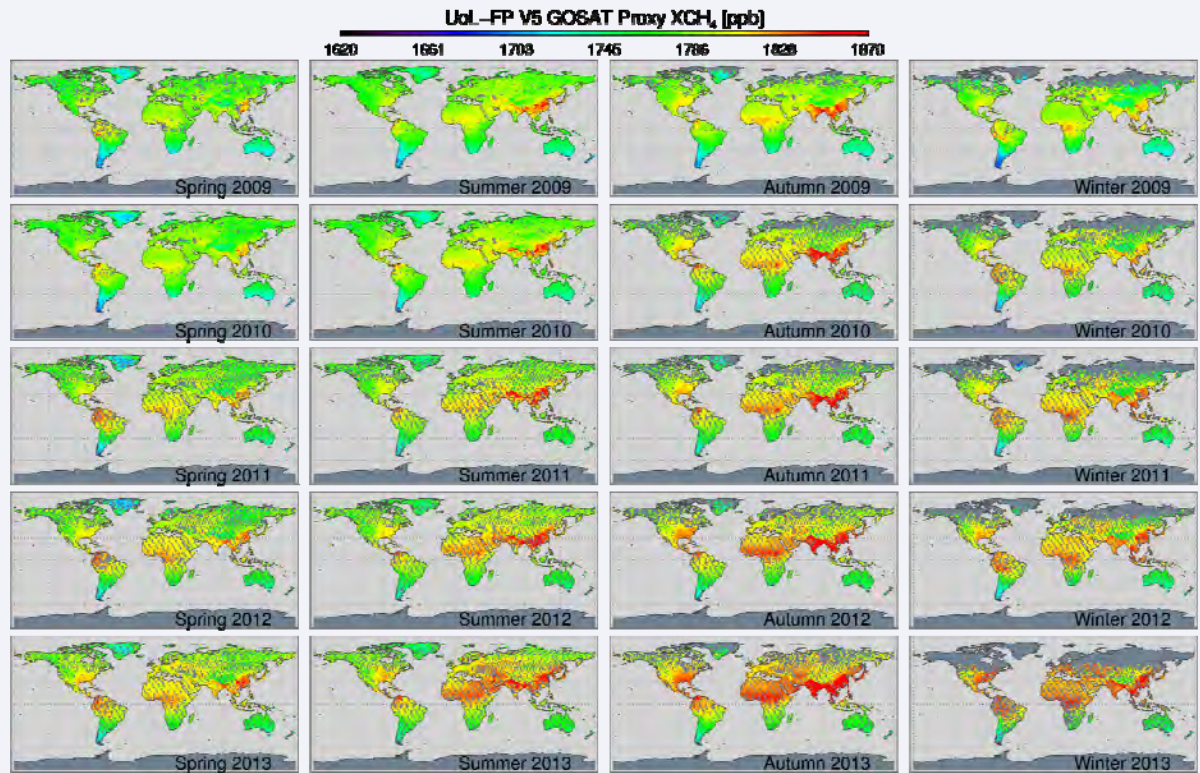 UoL–FP V5 GOSAT Proxy XCH₄ [ppb]
1620 1661 1703 1745 1786 1828 1870
Spring 2009 Summer 2009 Autumn 2009 Winter 2009
Spring 2010 Summer 2010 Autumn 2010 Winter 2010
Spring 2011 Summer 2011 Autumn 2011 Winter 2011
Spring 2012 Summer 2012 Autumn 2012 Winter 2012
Spring 2013 Summer 2013 Autumn 2013 Winter 2013